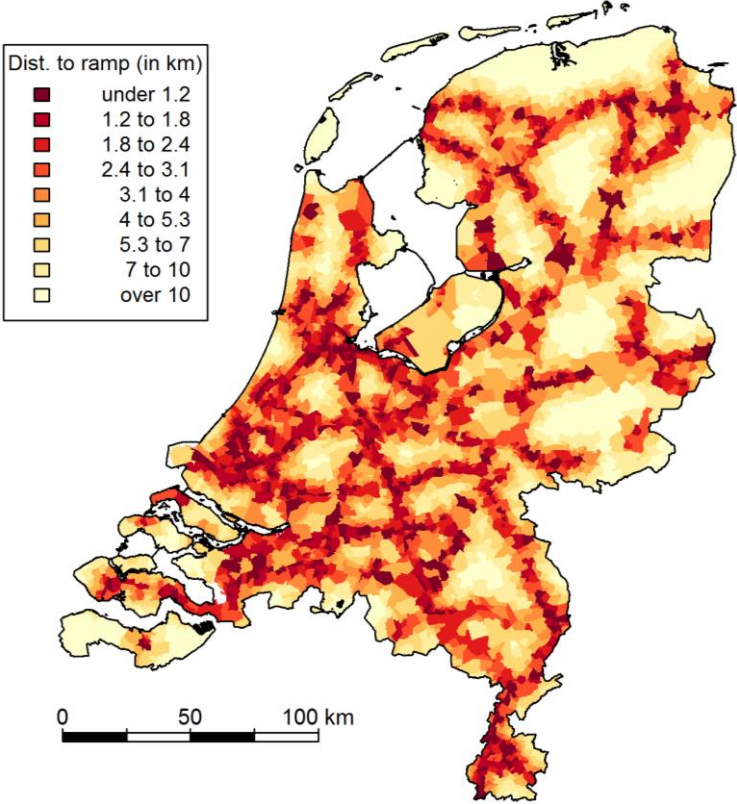 Dist. to ramp (in km)
under 1.2
1.2 to 1.8
1.8 to 2.4
2.4 to 3.1
3.1 to 4
4 to 5.3
5.3 to 7
7 to 10
over 10
0 50 100 km